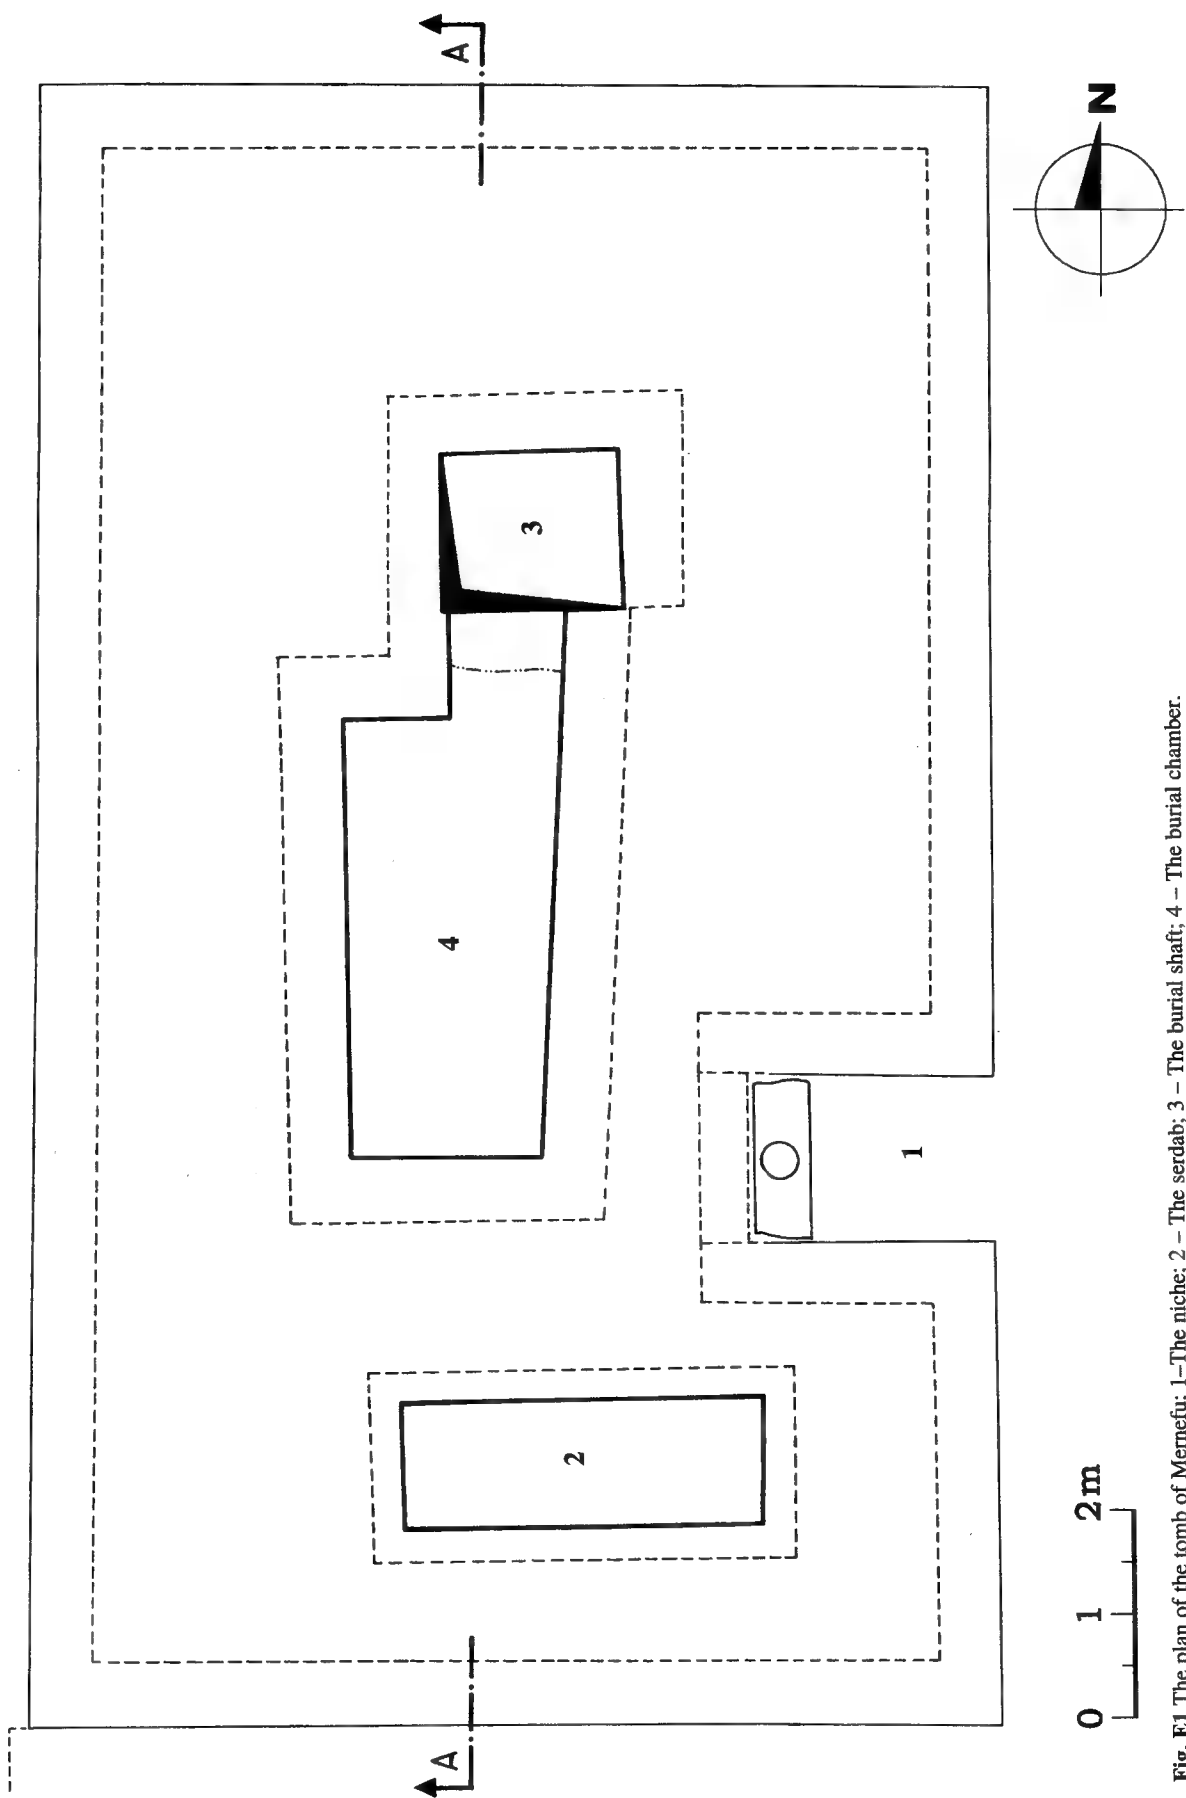 A
N
3
4
1
2
A
0 1 2m
Fig. E1 The plan of the tomb of Mernefu: 1–The niche; 2 – The serdab; 3 – The burial shaft; 4 – The burial chamber.